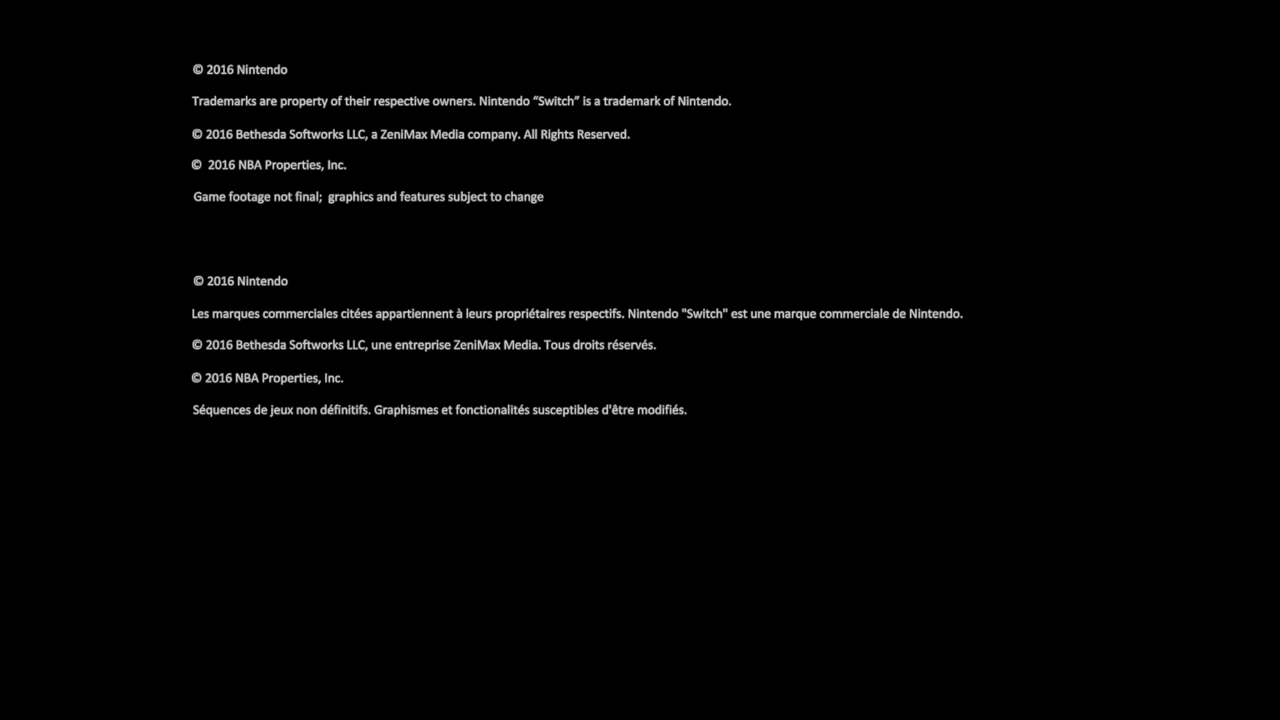 © 2016 Nintendo
Trademarks are property of their respective owners. Nintendo “Switch” is a trademark of Nintendo.
© 2016 Bethesda Softworks LLC, a ZeniMax Media company. All Rights Reserved.
©  2016 NBA Properties, Inc.
Game footage not final;  graphics and features subject to change
© 2016 Nintendo
Les marques commerciales citées appartiennent à leurs propriétaires respectifs. Nintendo "Switch" est une marque commerciale de Nintendo.
© 2016 Bethesda Softworks LLC, une entreprise ZeniMax Media. Tous droits réservés.
© 2016 NBA Properties, Inc.
Séquences de jeux non définitifs. Graphismes et fonctionalités susceptibles d'être modifiés.